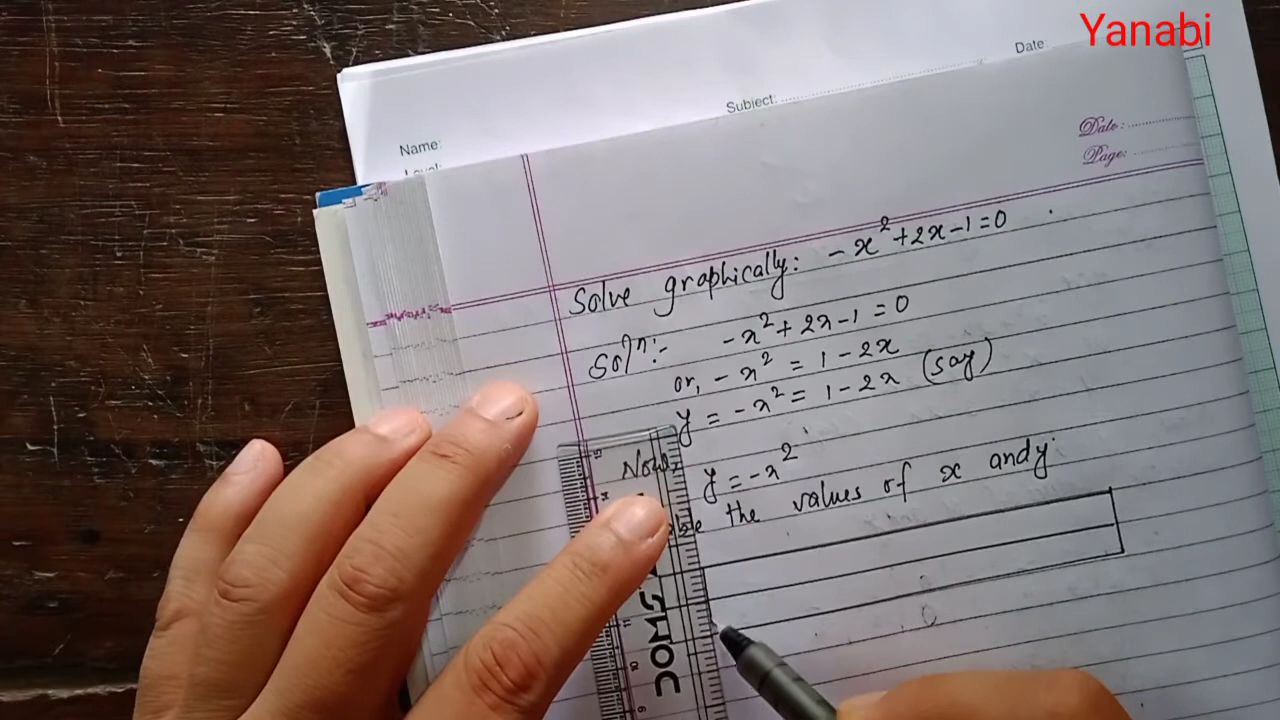 Yanabi
Date
Subject:
Name:
Level:
Date:
Page:
Solve graphically: -x²+2x-1=0
Solⁿ:- -x²+2x-1=0
or, -x² = 1-2x
y = -x² = 1-2x (say)
Now, y = -x²
the values of x and y